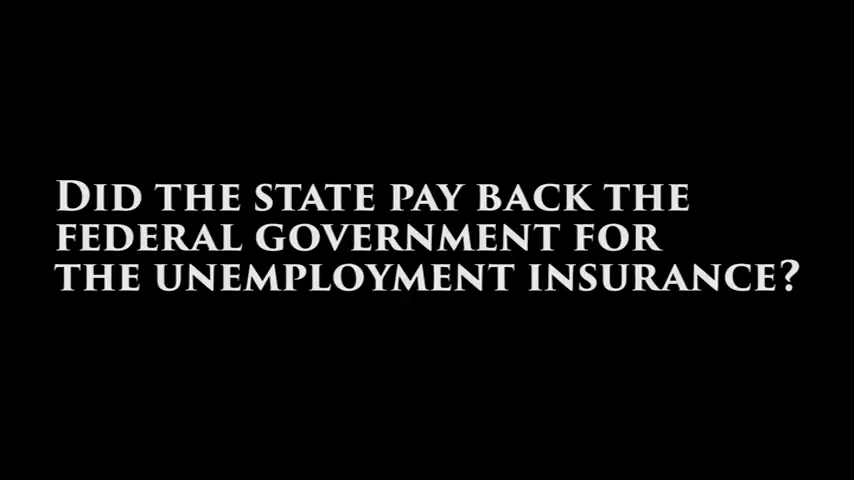 Did the state pay back the
federal government for
the unemployment insurance?